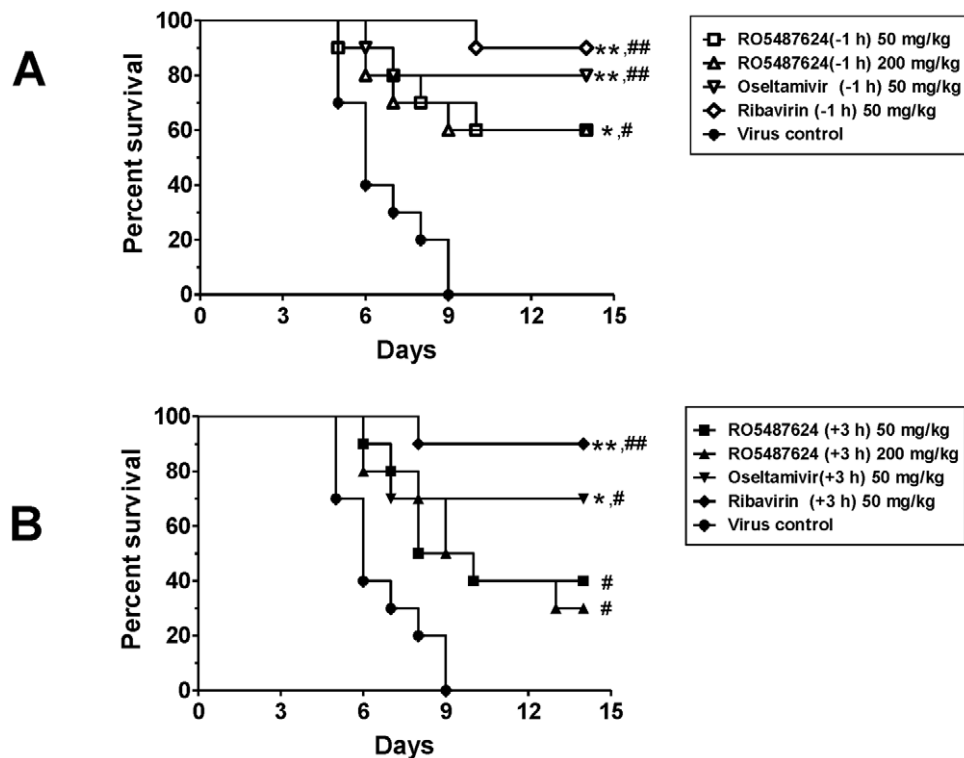 A
Percent survival
100
80
60
40
20
0
**,##
**,##
*,#
0 3 6 9 12 15
Days
RO5487624(-1 h) 50 mg/kg
RO5487624(-1 h) 200 mg/kg
Oseltamivir (-1 h) 50 mg/kg
Ribavirin (-1 h) 50 mg/kg
Virus control
B
Percent survival
100
80
60
40
20
0
**,##
*,#
#
#
0 3 6 9 12 15
Days
RO5487624 (+3 h) 50 mg/kg
RO5487624 (+3 h) 200 mg/kg
Oseltamivir(+3 h) 50 mg/kg
Ribavirin (+3 h) 50 mg/kg
Virus control